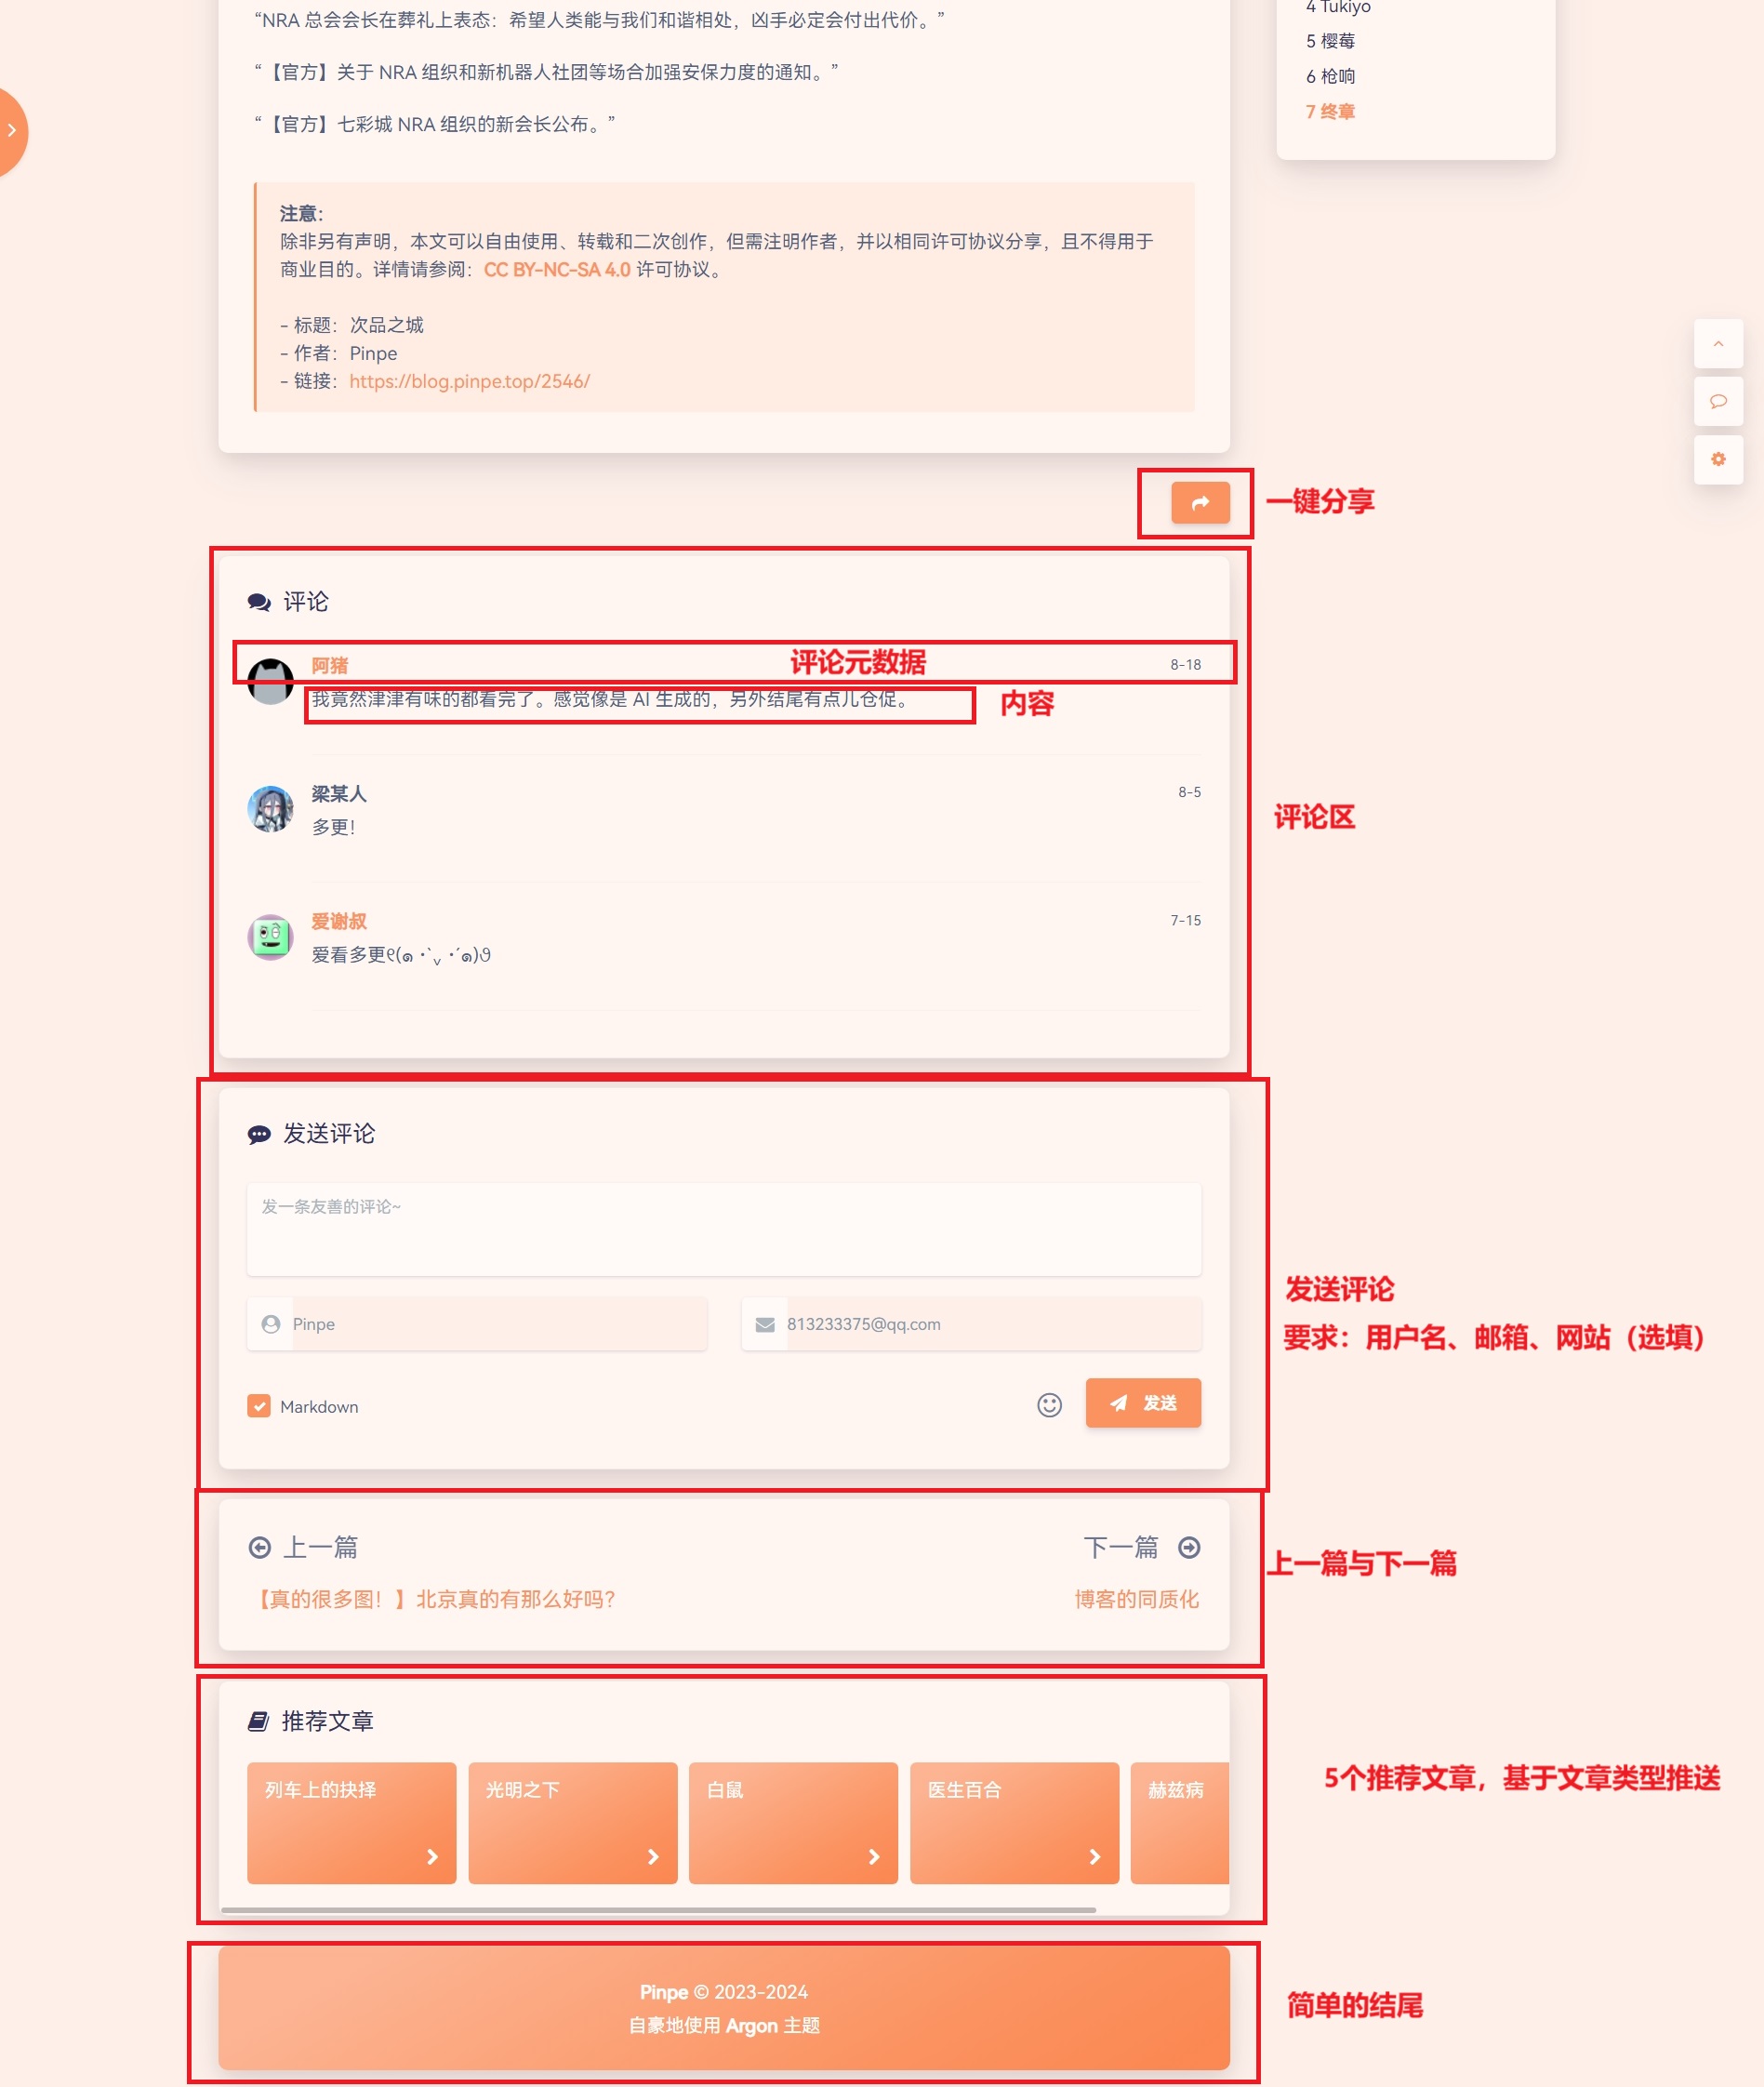 “NRA 总会会长在葬礼上表态：希望人类能与我们和谐相处，凶手必定会付出代价。”
“【官方】关于 NRA 组织和新机器人社团等场合加强安保力度的通知。”
“【官方】七彩城 NRA 组织的新会长公布。”
4 Tukiyo
5 樱莓
6 枪响
7 终章
注意：
除非另有声明，本文可以自由使用、转载和二次创作，但需注明作者，并以相同许可协议分享，且不得用于
商业目的。详情请参阅：CC BY-NC-SA 4.0 许可协议。
- 标题：次品之城
- 作者：Pinpe
- 链接：https://blog.pinpe.top/2546/
一键分享
评论
阿猪
评论元数据
8-18
我竟然津津有味的都看完了。感觉像是 AI 生成的，另外结尾有点儿仓促。
内容
梁某人
8-5
多更！
评论区
爱谢叔
7-15
爱看多更୧(๑•̀ᵥ•́๑)૭
发送评论
发一条友善的评论~
发送评论
要求：用户名、邮箱、网站（选填）
Pinpe
813233375@qq.com
Markdown
发送
上一篇
下一篇
上一篇与下一篇
【真的很多图！】北京真的有那么好吗？
博客的同质化
推荐文章
列车上的抉择
光明之下
白鼠
医生百合
赫兹病
5个推荐文章，基于文章类型推送
Pinpe © 2023-2024
自豪地使用 Argon 主题
简单的结尾